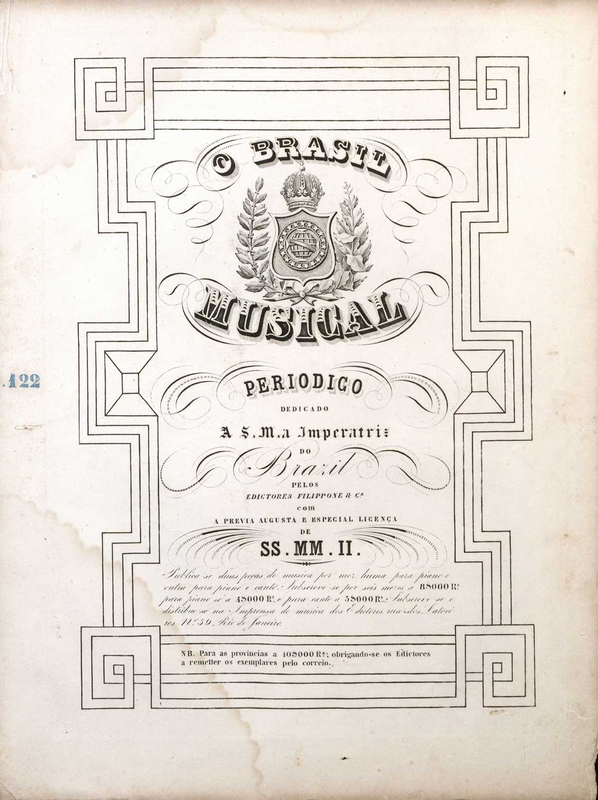 O BRASIL
MUSICAL
.122
PERIODICO
DEDICADO
A S.M.a Imperatriz
DO
Brazil
PELOS
EDICTORES FILIPPONE & Cª
com
A PREVIA AUGUSTA E ESPECIAL LICENÇA
DE
SS.MM.II.
Publica se duas peças de musica por mez, huma para piano e
outra para piano e canto. Subscreve se por seis mezes a 8$000 Rˢ
para piano só a 4$000 Rˢ, e para canto a 5$000 Rˢ. Subscreve se e
distribue se na Imprensa de musica dos Edictores rua dos Latoei
ros, Nº 59, Rio de Janeiro.
NB. Para as provincias a 10$000 Rˢ; obrigando-se os Edictores
a remetter os exemplares pelo correio.